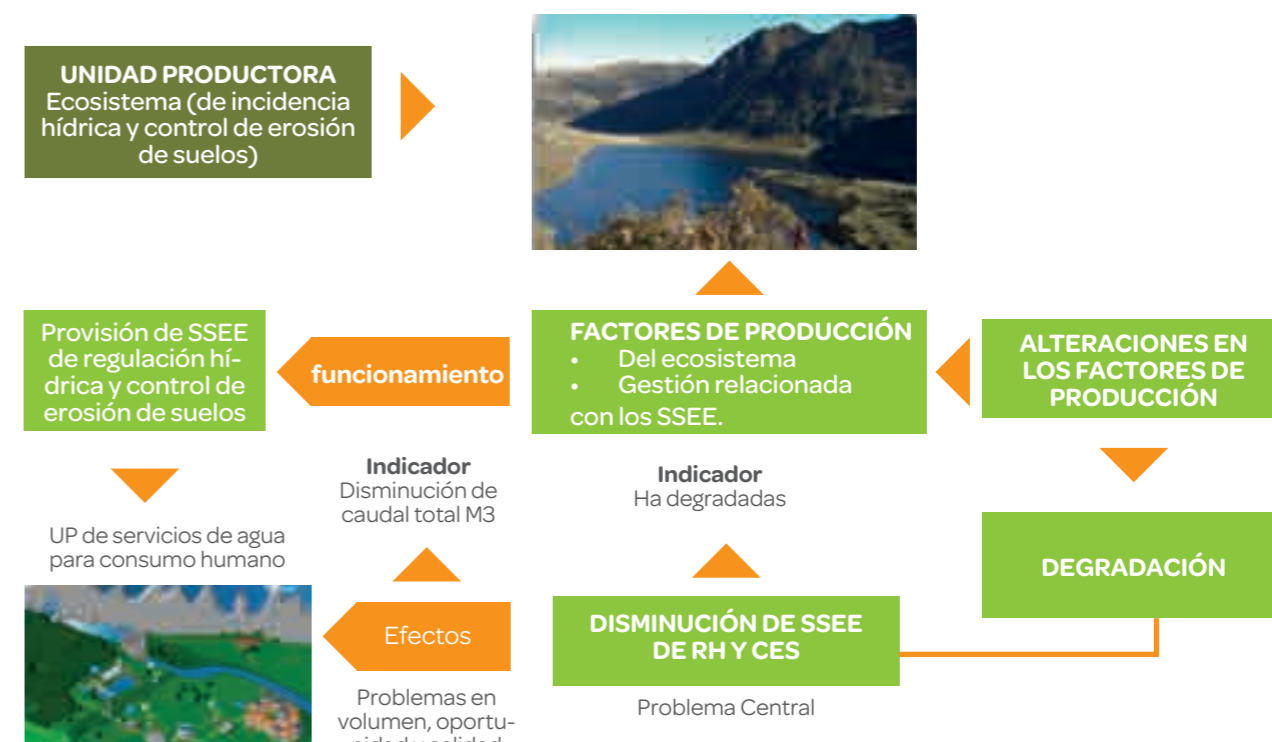 UNIDAD PRODUCTORA
Ecosistema (de incidencia
hídrica y control de erosión
de suelos)
Provisión de SSEE
de regulación hí-
drica y control de
erosión de suelos
funcionamiento
FACTORES DE PRODUCCIÓN
• Del ecosistema
• Gestión relacionada
con los SSEE.
ALTERACIONES EN
LOS FACTORES DE
PRODUCCIÓN
Indicador
Disminución de
caudal total M3
Indicador
Ha degradadas
UP de servicios de agua
para consumo humano
DEGRADACIÓN
Efectos
DISMINUCIÓN DE SSEE
DE RH Y CES
Problemas en
volumen, oportu-
nidad y calidad
Problema Central